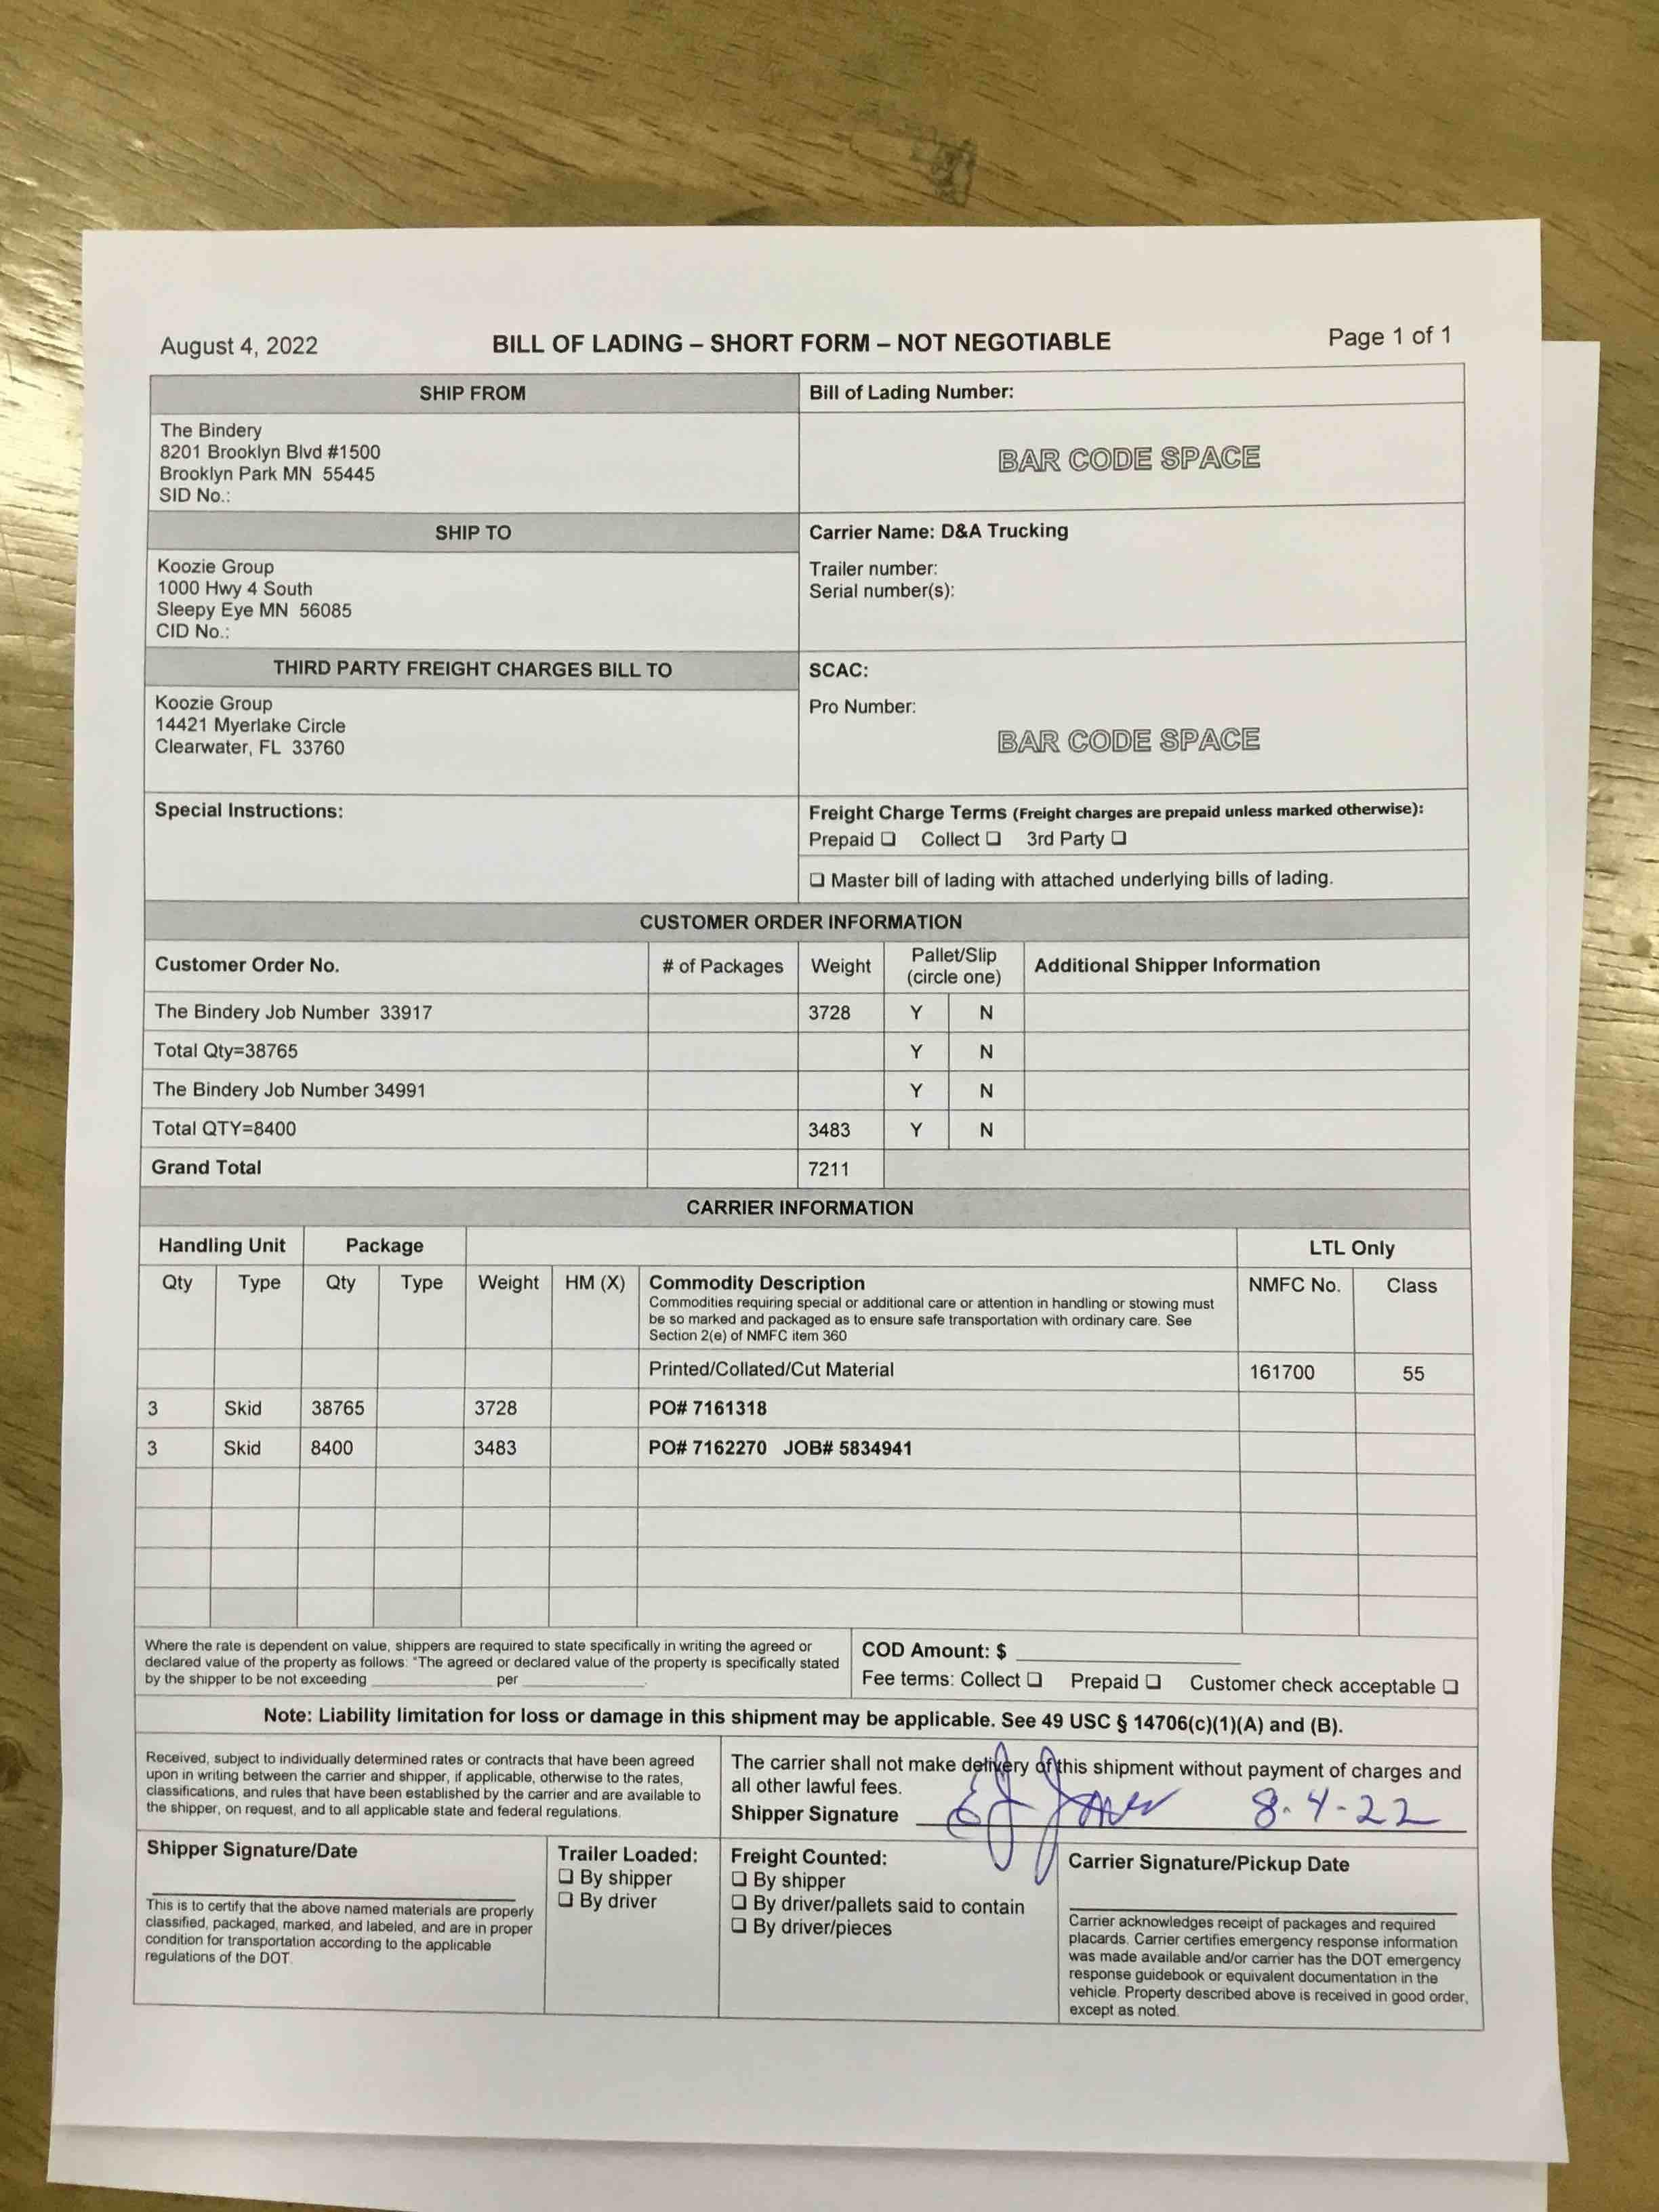 August 4, 2022 BILL OF LADING – SHORT FORM – NOT NEGOTIABLE Page 1 of 1
SHIP FROM
The Bindery
8201 Brooklyn Blvd #1500
Brooklyn Park MN 55445
SID No.:
Bill of Lading Number:
BAR CODE SPACE
SHIP TO
Koozie Group
1000 Hwy 4 South
Sleepy Eye MN 56085
CID No.:
Carrier Name: D&A Trucking
Trailer number:
Serial number(s):
THIRD PARTY FREIGHT CHARGES BILL TO
Koozie Group
14421 Myerlake Circle
Clearwater, FL 33760
SCAC:
Pro Number:
BAR CODE SPACE
Special Instructions:
Freight Charge Terms (Freight charges are prepaid unless marked otherwise):
Prepaid ❏ Collect ❏ 3rd Party ❏
❏ Master bill of lading with attached underlying bills of lading.
CUSTOMER ORDER INFORMATION
Customer Order No. # of Packages Weight Pallet/Slip (circle one) Additional Shipper Information
The Bindery Job Number 33917 3728 Y N
Total Qty=38765 Y N
The Bindery Job Number 34991 Y N
Total QTY=8400 3483 Y N
Grand Total 7211
CARRIER INFORMATION
Handling Unit Package LTL Only
Qty Type Qty Type Weight HM (X) Commodity Description NMFC No. Class
Commodities requiring special or additional care or attention in handling or stowing must
be so marked and packaged as to ensure safe transportation with ordinary care. See
Section 2(e) of NMFC item 360
Printed/Collated/Cut Material 161700 55
3 Skid 38765 3728 PO# 7161318
3 Skid 8400 3483 PO# 7162270 JOB# 5834941
Where the rate is dependent on value, shippers are required to state specifically in writing the agreed or
declared value of the property as follows: "The agreed or declared value of the property is specifically stated
by the shipper to be not exceeding ______ per ______.
COD Amount: $ ______
Fee terms: Collect ❏ Prepaid ❏ Customer check acceptable ❏
Note: Liability limitation for loss or damage in this shipment may be applicable. See 49 USC § 14706(c)(1)(A) and (B).
Received, subject to individually determined rates or contracts that have been agreed
upon in writing between the carrier and shipper, if applicable, otherwise to the rates,
classifications, and rules that have been established by the carrier and are available to
the shipper, on request, and to all applicable state and federal regulations.
The carrier shall not make delivery of this shipment without payment of charges and
all other lawful fees.
Shipper Signature 8-4-22
Shipper Signature/Date
This is to certify that the above named materials are properly
classified, packaged, marked, and labeled, and are in proper
condition for transportation according to the applicable
regulations of the DOT.
Trailer Loaded:
❏ By shipper
❏ By driver
Freight Counted:
❏ By shipper
❏ By driver/pallets said to contain
❏ By driver/pieces
Carrier Signature/Pickup Date
Carrier acknowledges receipt of packages and required
placards. Carrier certifies emergency response information
was made available and/or carrier has the DOT emergency
response guidebook or equivalent documentation in the
vehicle. Property described above is received in good order,
except as noted.